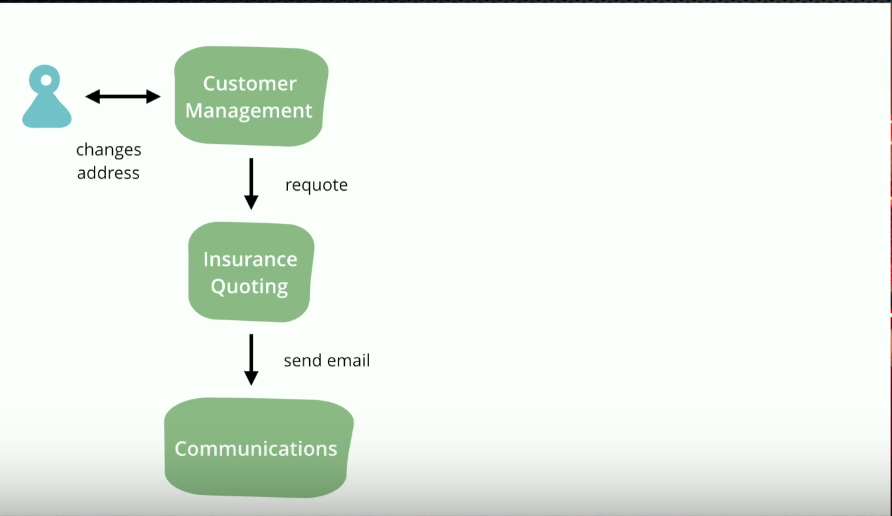 Customer
Management
changes
address
requote
Insurance
Quoting
send email
Communications